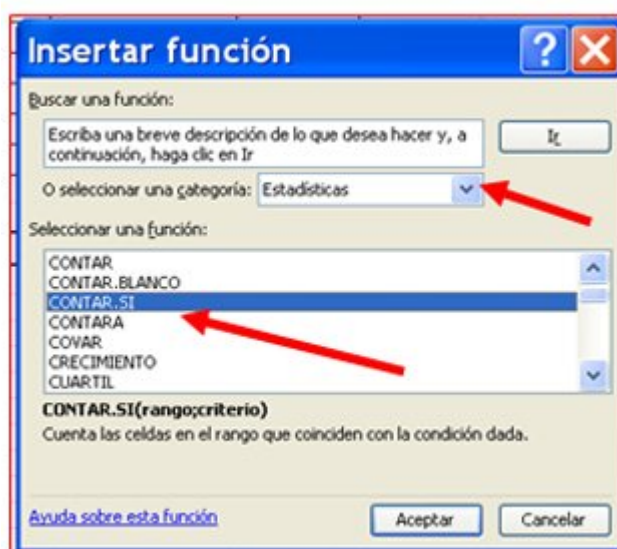 Insertar función
Buscar una función:
Escriba una breve descripción de lo que desea hacer y, a
continuación, haga clic en Ir
Ir
O seleccionar una categoría: Estadísticas
Seleccionar una función:
CONTAR
CONTAR.BLANCO
CONTAR.SI
CONTARA
COVAR
CRECIMIENTO
CUARTIL
CONTAR.SI(rango;criterio)
Cuenta las celdas en el rango que coinciden con la condición dada.
Ayuda sobre esta función
Aceptar
Cancelar